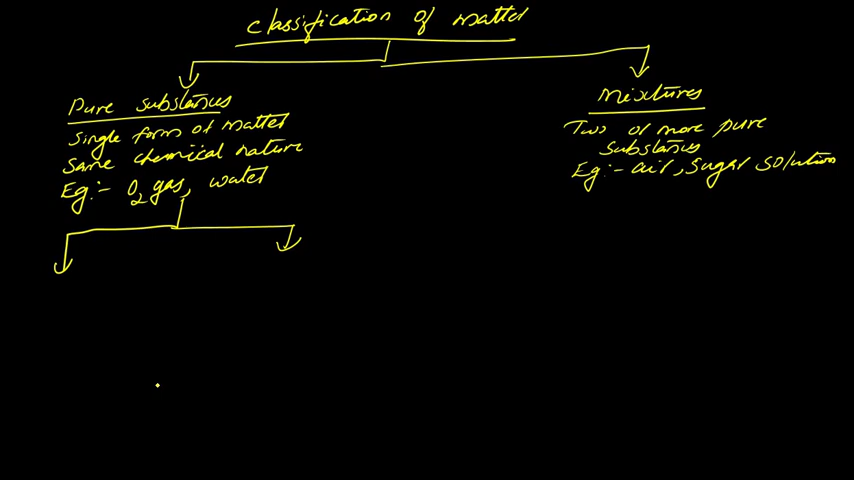 classification of matter
Pure substances
Single form of matter
Same chemical nature
Eg:- O2 gas, water
Mixtures
Two or more pure
substances
Eg:- air, sugar solution